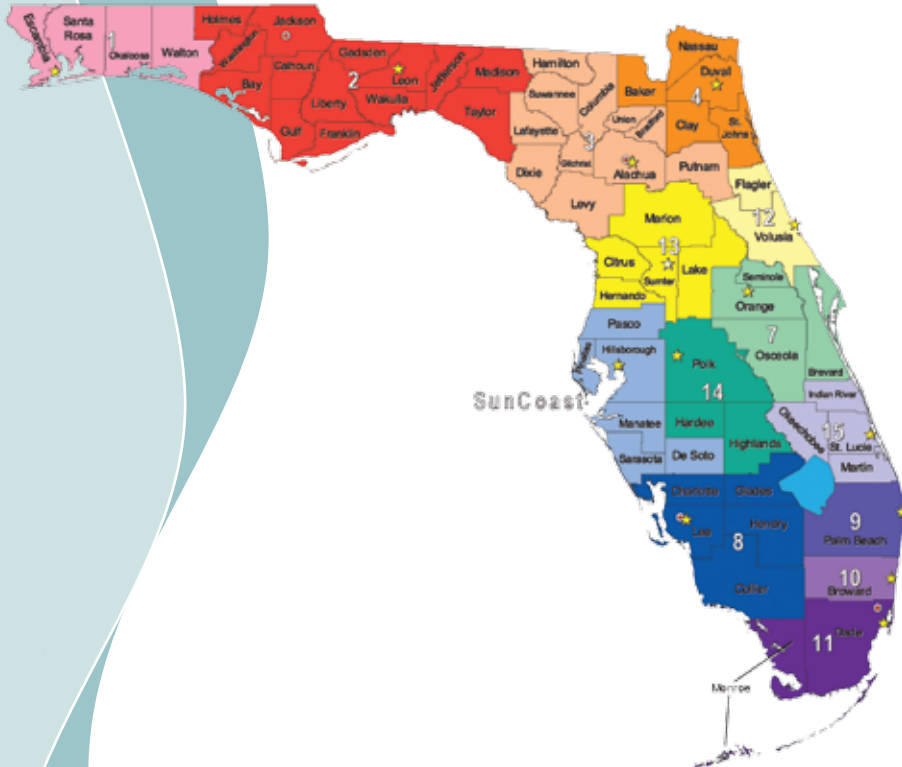 Escambia
Santa
Rosa
1
Okaloosa
Walton
Holmes
Jackson
Washington
Bay
Calhoun
Gadsden
2
Leon
Liberty
Wakulla
Jefferson
Madison
Taylor
Gulf
Franklin
Hamilton
Suwannee
Columbia
Lafayette
Union
Bradford
3
Gilchrist
Dixie
Alachua
Levy
Putnam
Baker
Nassau
Duval
4
Clay
St.
Johns
Flagler
12
Volusia
Marion
13
Citrus
Sumter
Lake
Hernando
Seminole
Orange
7
Osceola
Brevard
Pasco
Pinellas
Hillsborough
SunCoast
Manatee
Sarasota
De Soto
Polk
14
Hardee
Highlands
Indian River
Okeechobee
15
St. Lucie
Martin
Charlotte
Glades
Lee
Hendry
8
Collier
9
Palm Beach
10
Broward
11
Dade
Monroe